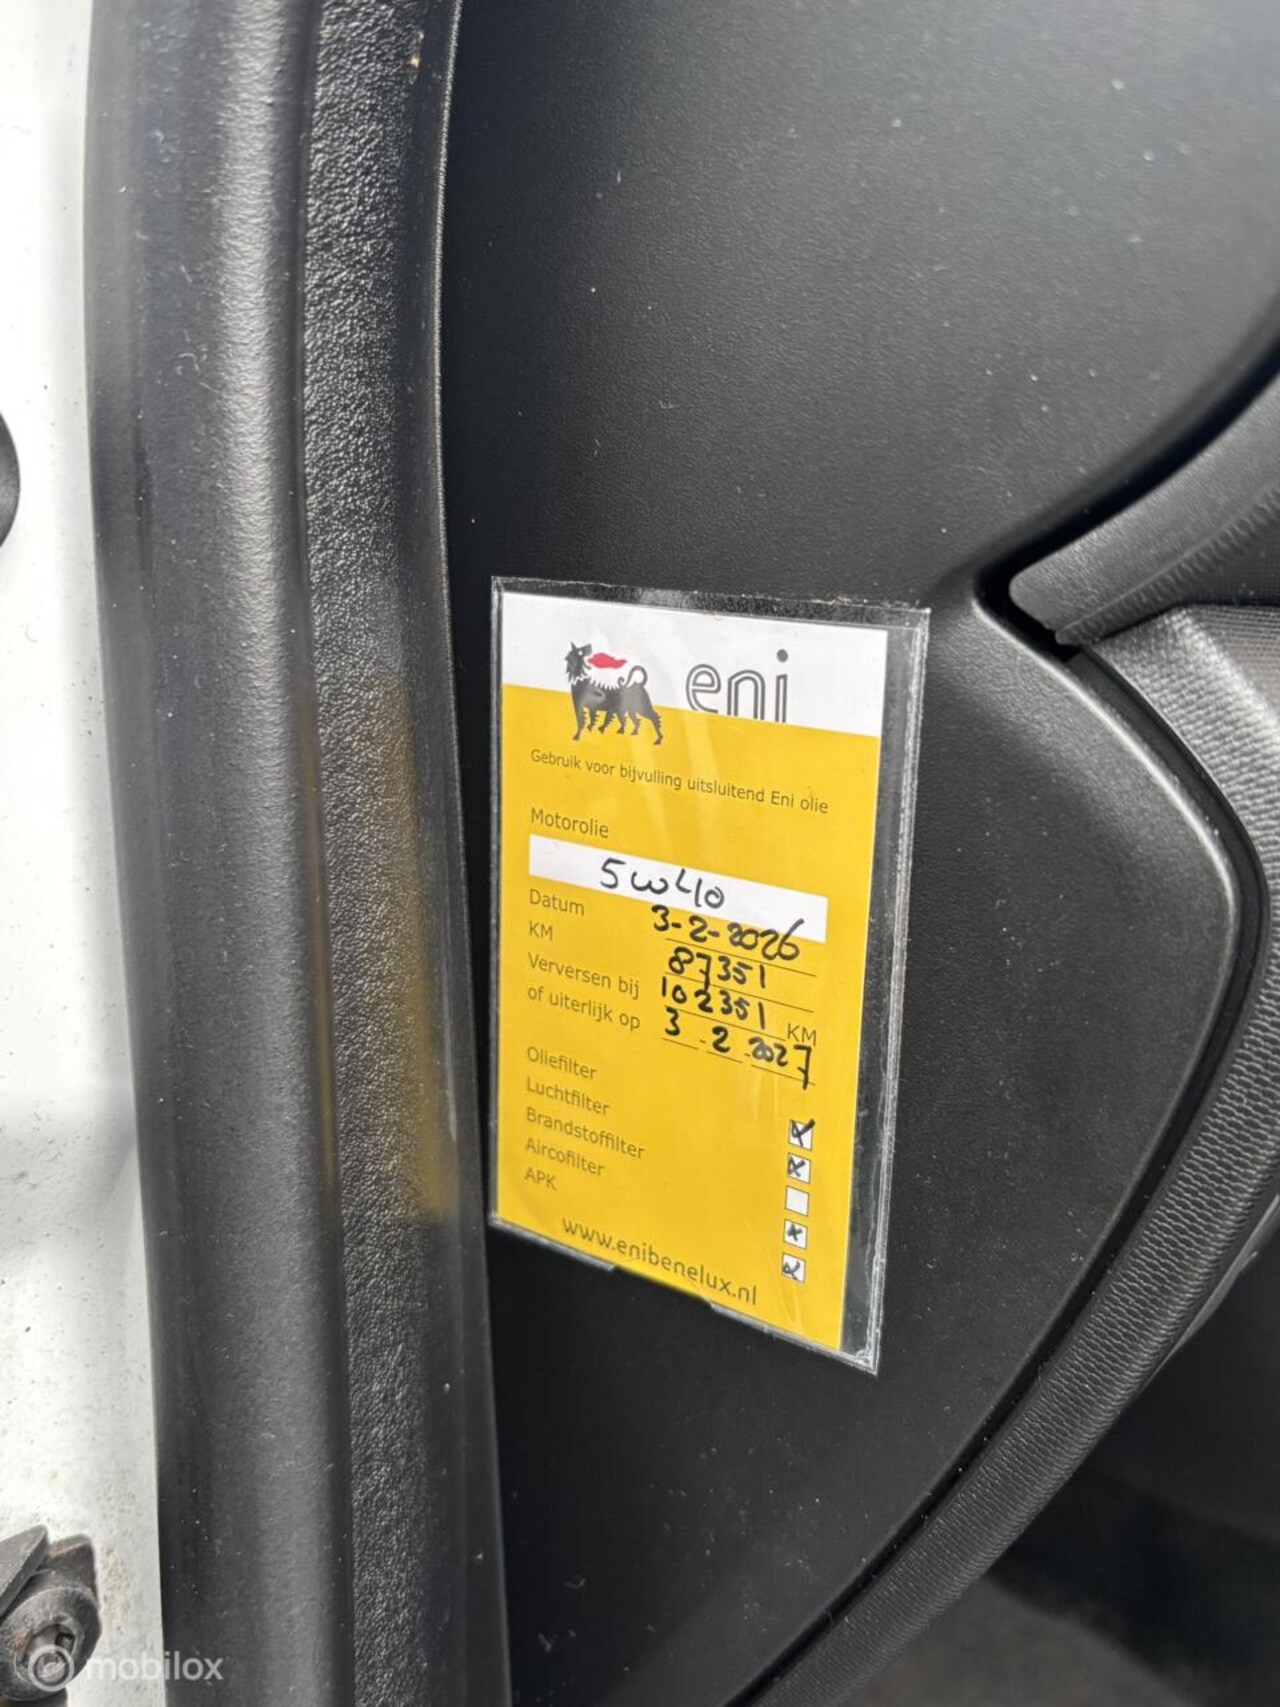 eni
Gebruik voor bijvulling uitsluitend Eni olie
Motorolie
5W40
Datum 3-2-2026
KM 87351
Verversen bij 102351 KM
of uiterlijk op 3-2-2027
Oliefilter
Luchtfilter
Brandstoffilter
Aircofilter
APK
www.enibenelux.nl
mobilox